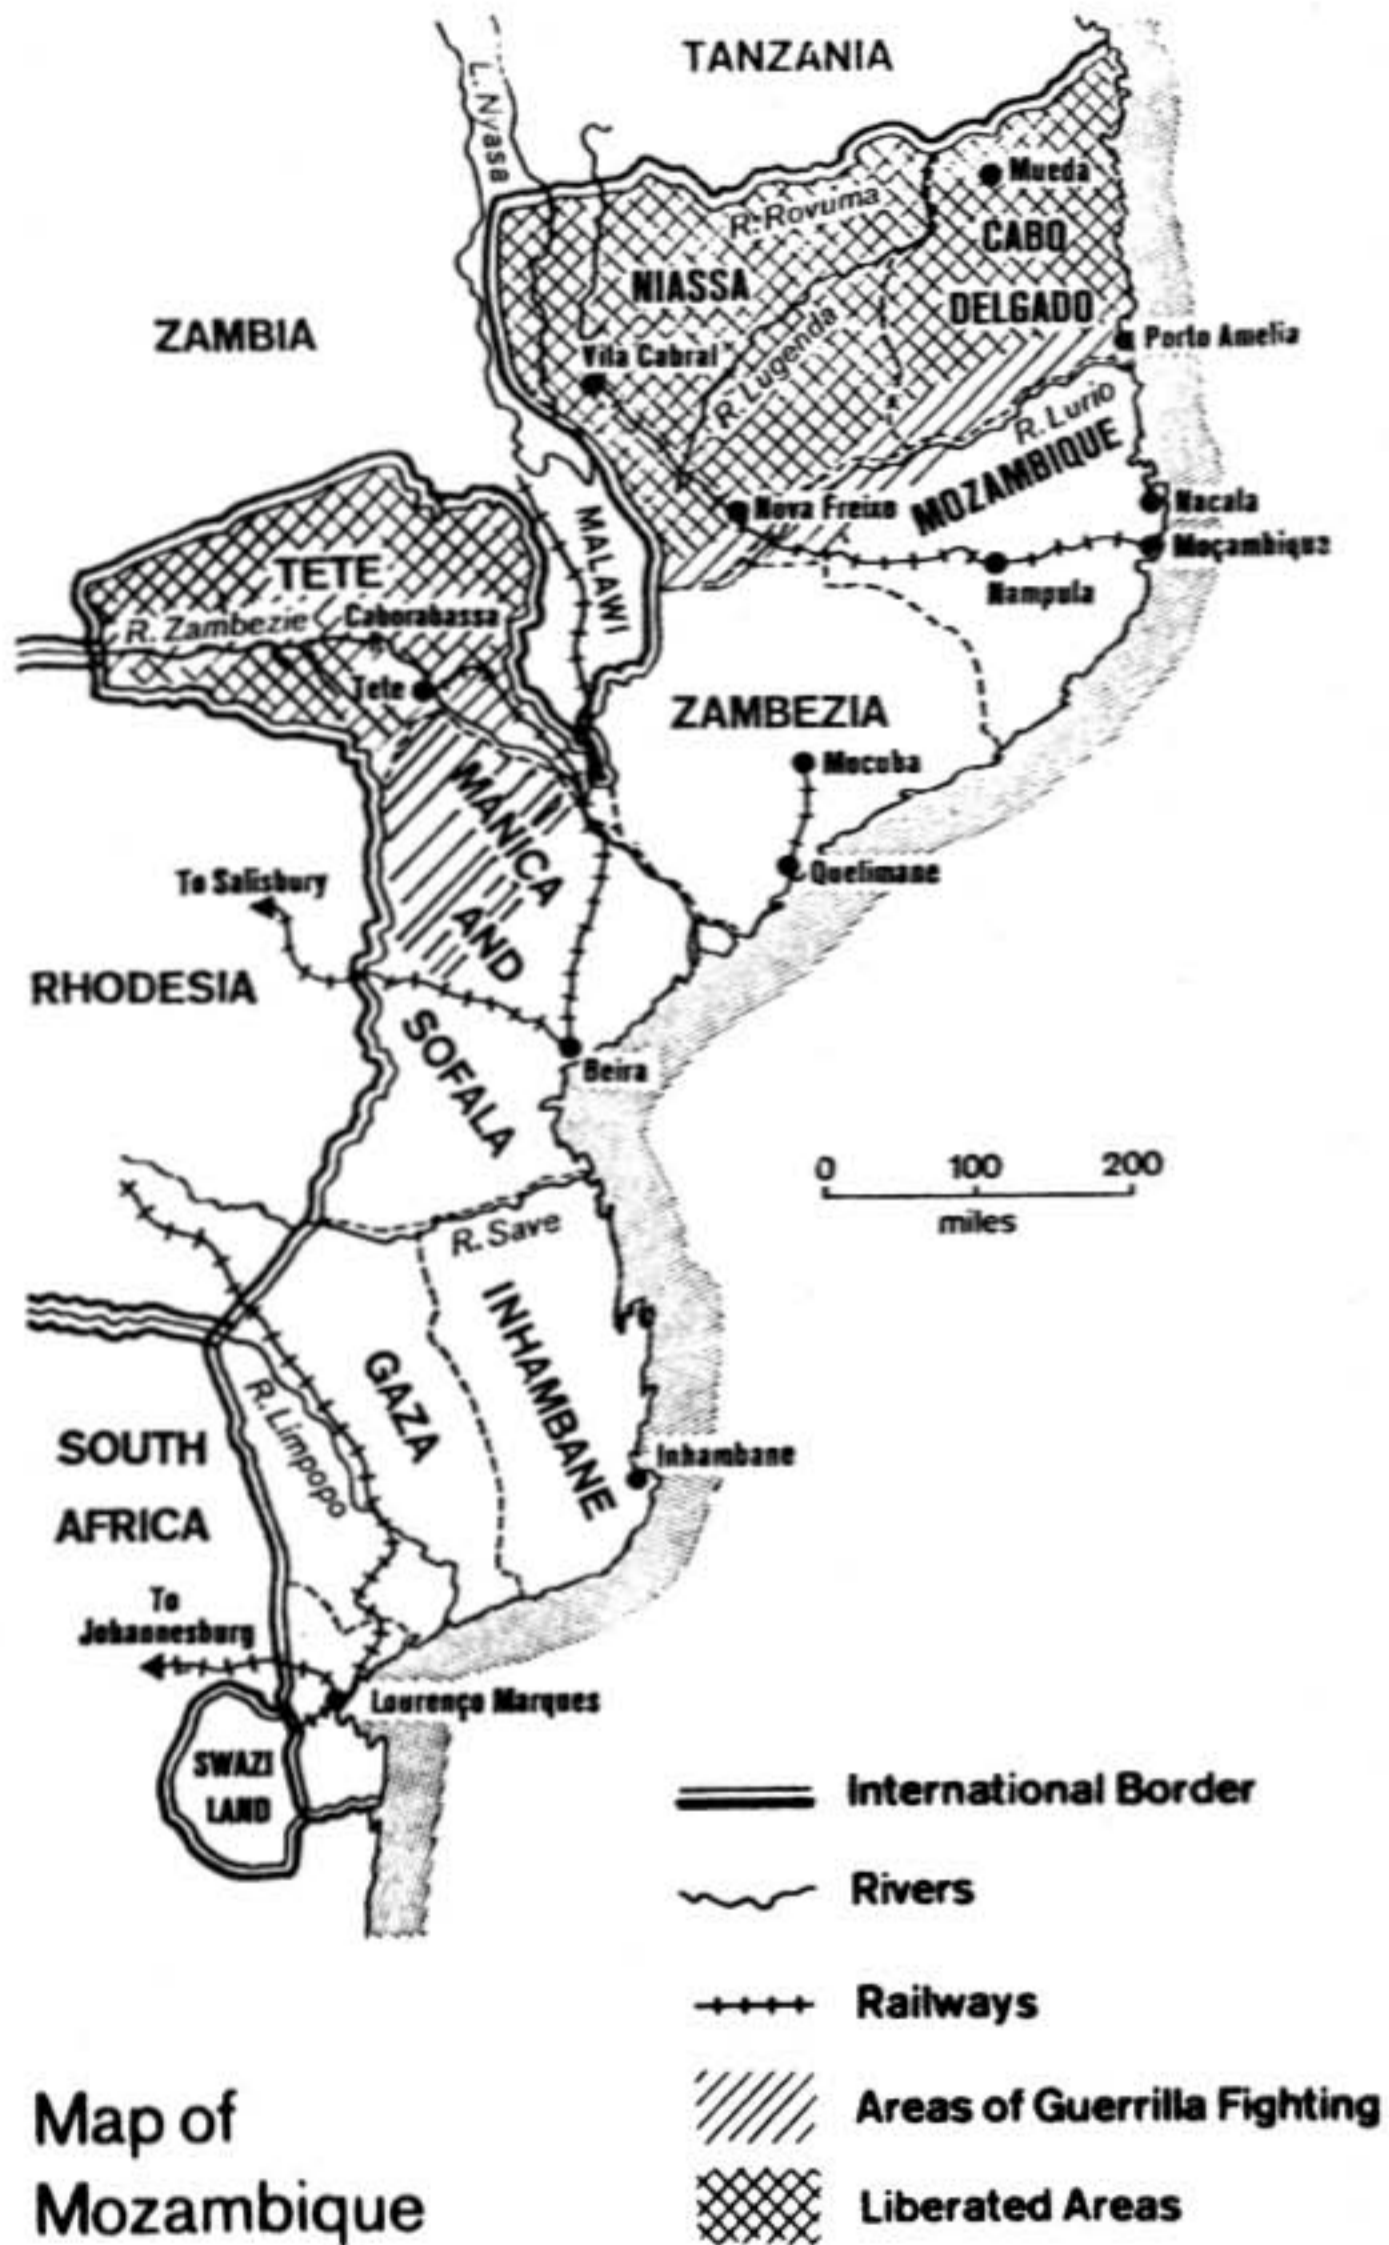 TANZANIA
L. Nyasa
Mueda
R. Rovuma
CABO
NIASSA
DELGADO
ZAMBIA
Porto Amelia
Vila Cabral
R. Lugenda
R. Lurio
MOZAMBIQUE
Nova Freixo
Nacala
MALAWI
Moçambique
TETE
Nampula
R. Zambezie
Caborabassa
Tete
ZAMBEZIA
Mocuba
MANICA
Quelimane
To Salisbury
AND
RHODESIA
SOFALA
Beira
0 100 200
miles
R. Save
INHAMBANE
GAZA
R. Limpopo
SOUTH
AFRICA
Inhambane
To
Johannesburg
Lourenço Marques
SWAZI
LAND
International Border
Rivers
Railways
Areas of Guerrilla Fighting
Liberated Areas
Map of
Mozambique